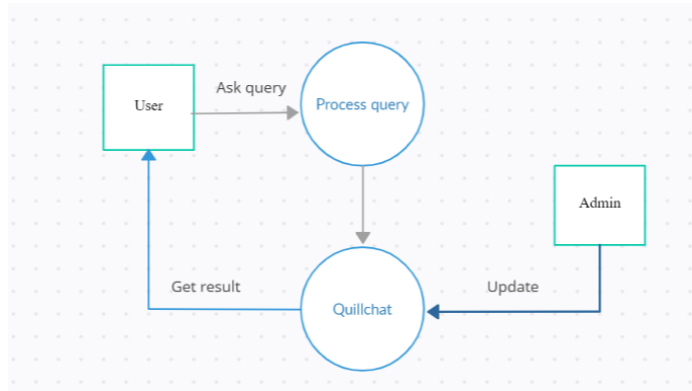 Ask query
User
Process query
Admin
Get result
Update
Quillchat